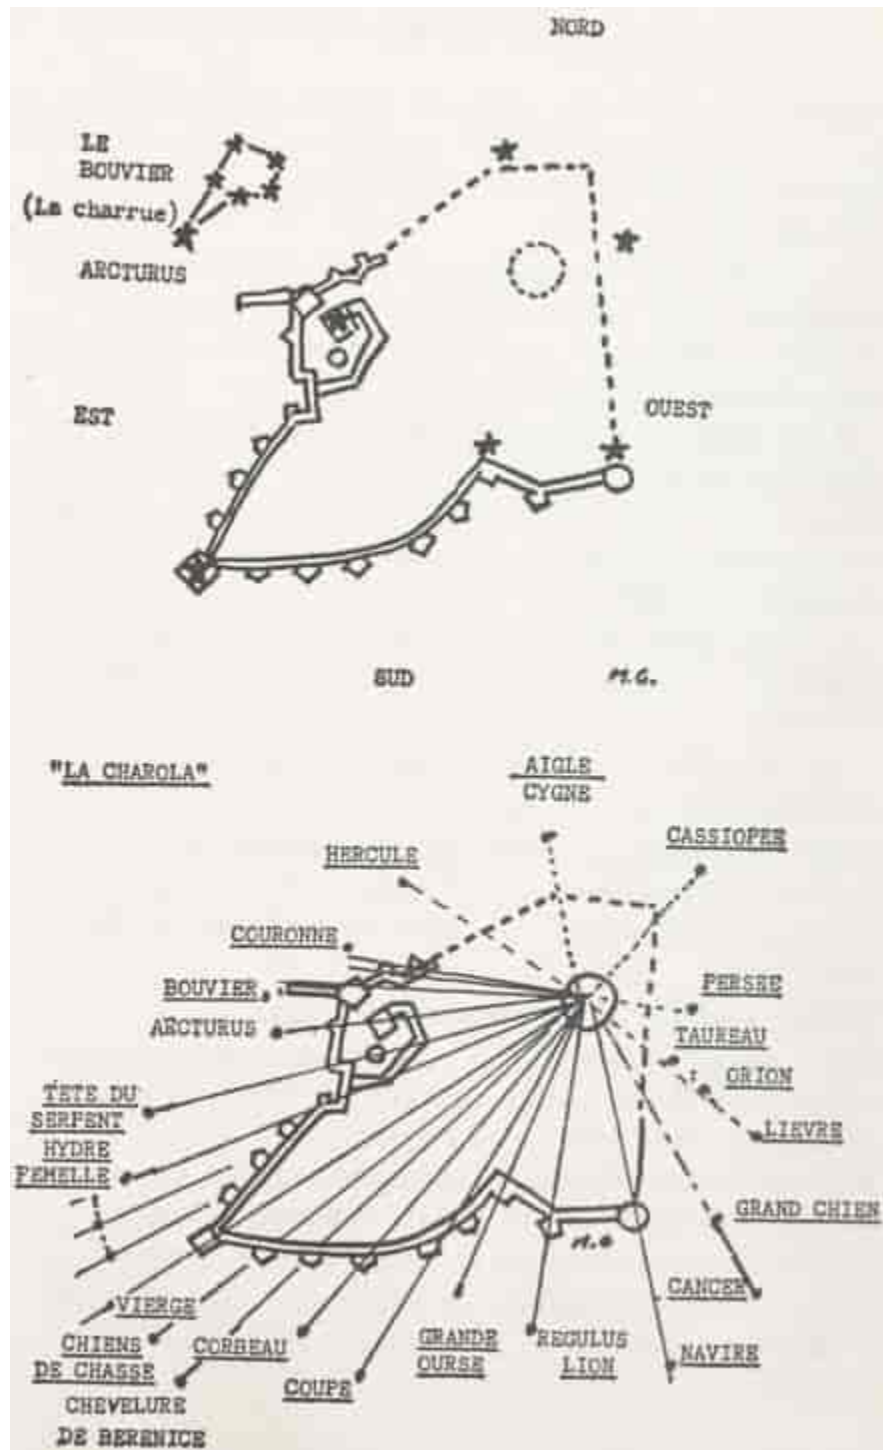 NORD
LE
BOUVIER
(La charrue)
ARCTURUS
EST
OUEST
SUD
M.G.
"LA CHAROLA"
AIGLE
CYGNE
CASSIOPEE
HERCULE
COURONNE
BOUVIER
ARCTURUS
PERSEE
TAUREAU
ORION
LIEVRE
TETE DU
SERPENT
HYDRE
FEMELLE
GRAND CHIEN
M.G
CANCER
VIERGE
CHIENS
DE CHASSE
CORBEAU
GRANDE
OURSE
REGULUS
LION
NAVIRE
COUPE
CHEVELURE
DE BERENICE